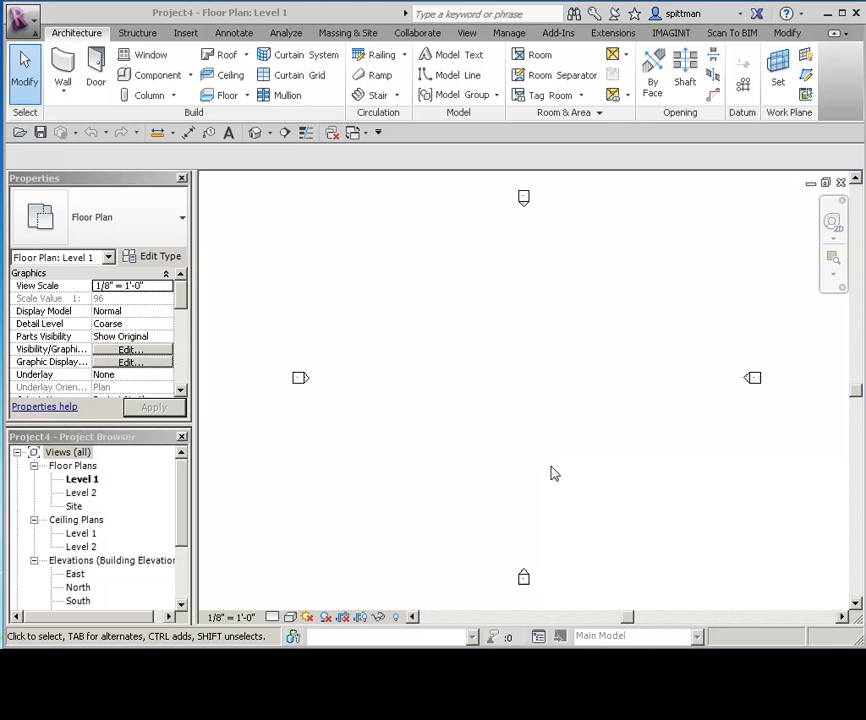 Project4 - Floor Plan: Level 1
Type a keyword or phrase
spittman
Architecture Structure Insert Annotate Analyze Massing & Site Collaborate View Manage Add-Ins Extensions IMAGINiT Scan To BIM Modify
Modify
Wall
Door
Window
Component
Column
Roof
Ceiling
Floor
Curtain System
Curtain Grid
Mullion
Railing
Ramp
Stair
Model Text
Model Line
Model Group
Room
Room Separator
Tag Room
By Face
Shaft
Set
Select
Build
Circulation
Model
Room & Area
Opening
Datum
Work Plane
Properties
Floor Plan
Floor Plan: Level 1
Edit Type
Graphics
View Scale 1/8" = 1'-0"
Scale Value 1: 96
Display Model Normal
Detail Level Coarse
Parts Visibility Show Original
Visibility/Graphi... Edit...
Graphic Display... Edit...
Underlay None
Underlay Orien... Plan
Properties help
Apply
Project4 - Project Browser
Views (all)
Floor Plans
Level 1
Level 2
Site
Ceiling Plans
Level 1
Level 2
Elevations (Building Elevation
East
North
South
2D
1/8" = 1'-0"
Click to select, TAB for alternates, CTRL adds, SHIFT unselects.
:0
Main Model